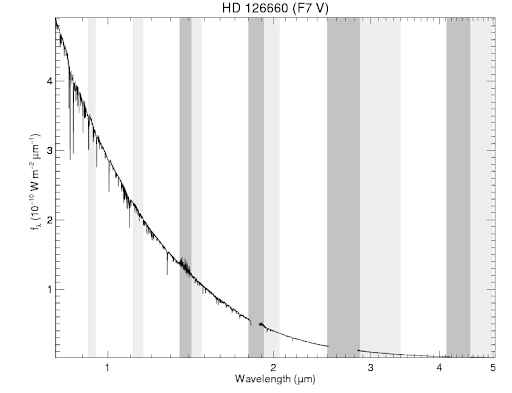 HD 126660 (F7 V)
f_λ (10⁻¹⁰ W m⁻² μm⁻¹)
4
3
2
1
1 2 3 4 5
Wavelength (μm)